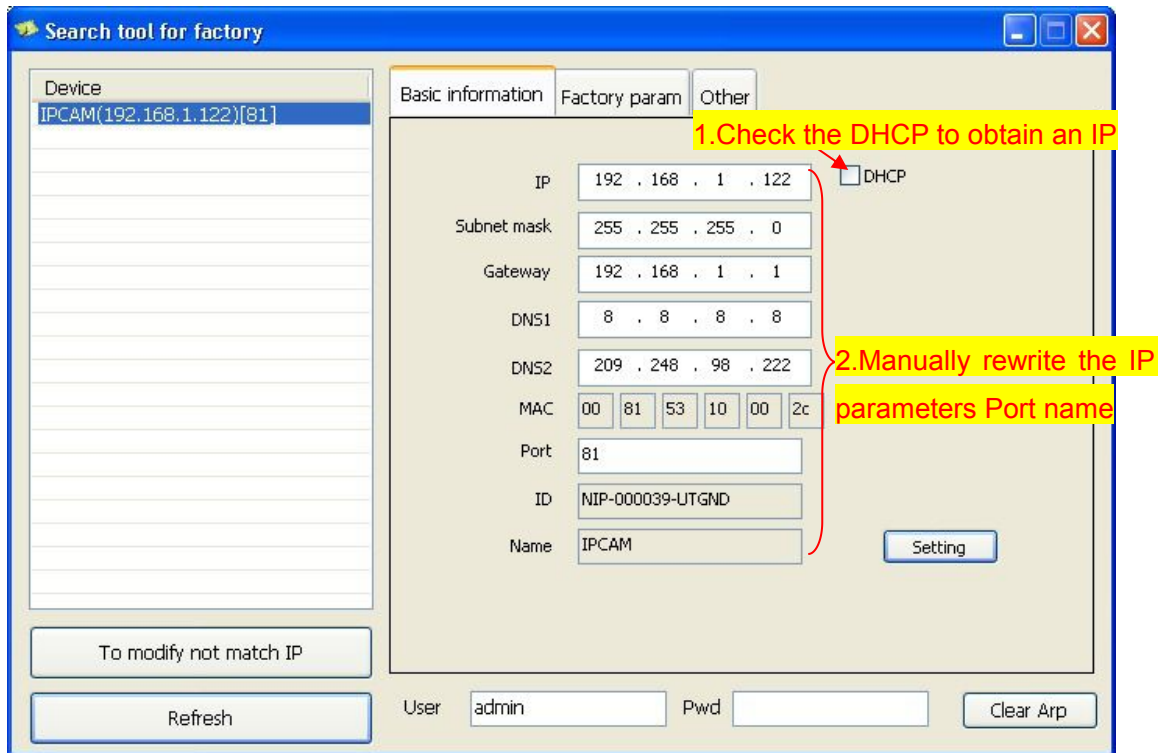 Search tool for factory
Device
IPCAM(192.168.1.122)[81]
Basic information Factory param Other
1.Check the DHCP to obtain an IP
IP 192 . 168 . 1 . 122 DHCP
Subnet mask 255 . 255 . 255 . 0
Gateway 192 . 168 . 1 . 1
DNS1 8 . 8 . 8 . 8
DNS2 209 . 248 . 98 . 222
2.Manually rewrite the IP
parameters Port name
MAC 00 81 53 10 00 2c
Port 81
ID NIP-000039-UTGND
Name IPCAM
Setting
To modify not match IP
Refresh
User admin Pwd Clear Arp